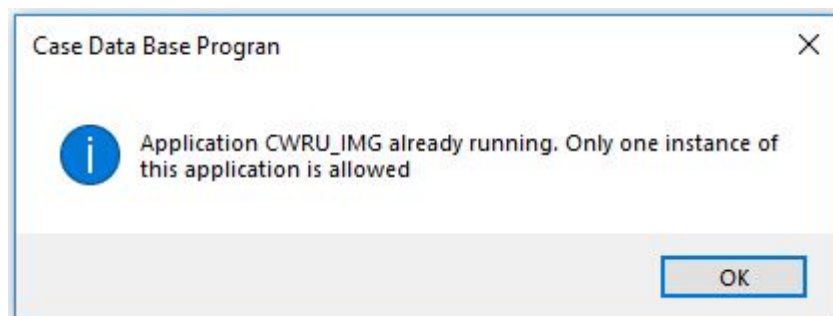 Case Data Base Progran
Application CWRU_IMG already running. Only one instance of
this application is allowed
OK